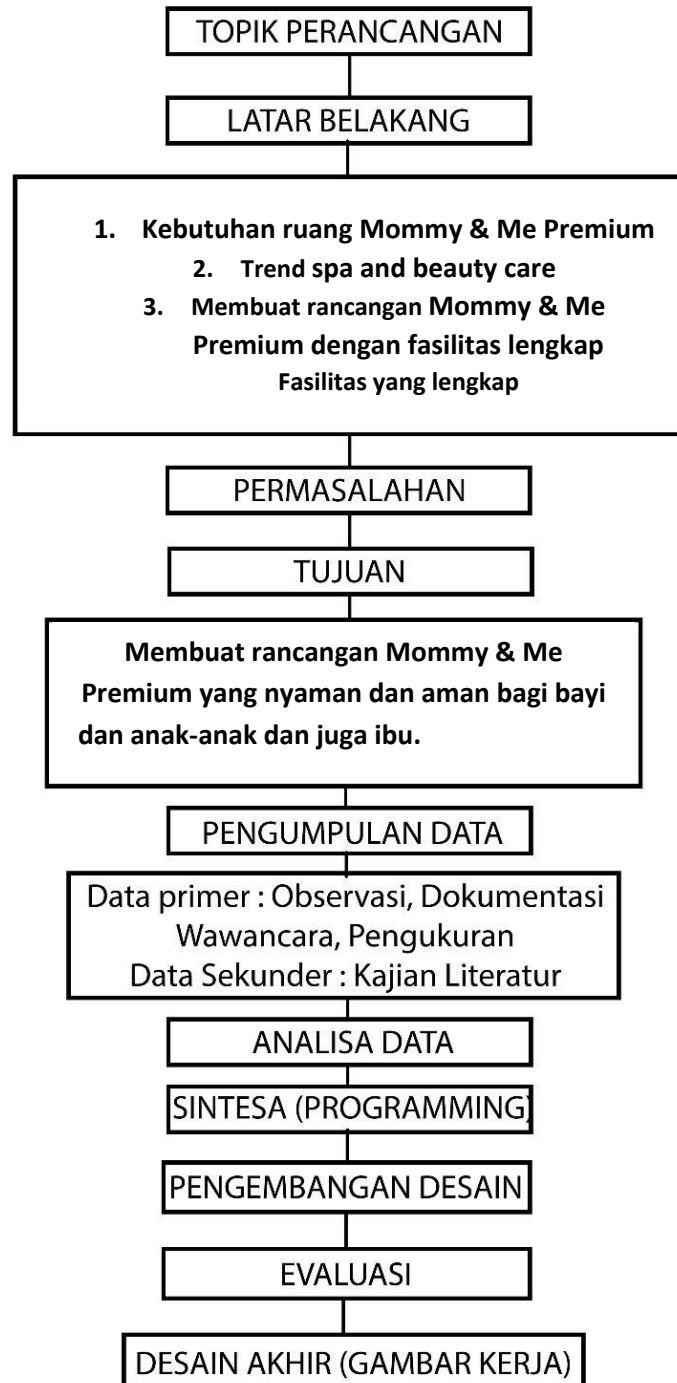 TOPIK PERANCANGAN
LATAR BELAKANG
1. Kebutuhan ruang Mommy & Me Premium
2. Trend spa and beauty care
3. Membuat rancangan Mommy & Me
Premium dengan fasilitas lengkap
Fasilitas yang lengkap
PERMASALAHAN
TUJUAN
Membuat rancangan Mommy & Me
Premium yang nyaman dan aman bagi bayi
dan anak-anak dan juga ibu.
PENGUMPULAN DATA
Data primer : Observasi, Dokumentasi
Wawancara, Pengukuran
Data Sekunder : Kajian Literatur
ANALISA DATA
SINTESA (PROGRAMMING)
PENGEMBANGAN DESAIN
EVALUASI
DESAIN AKHIR (GAMBAR KERJA)